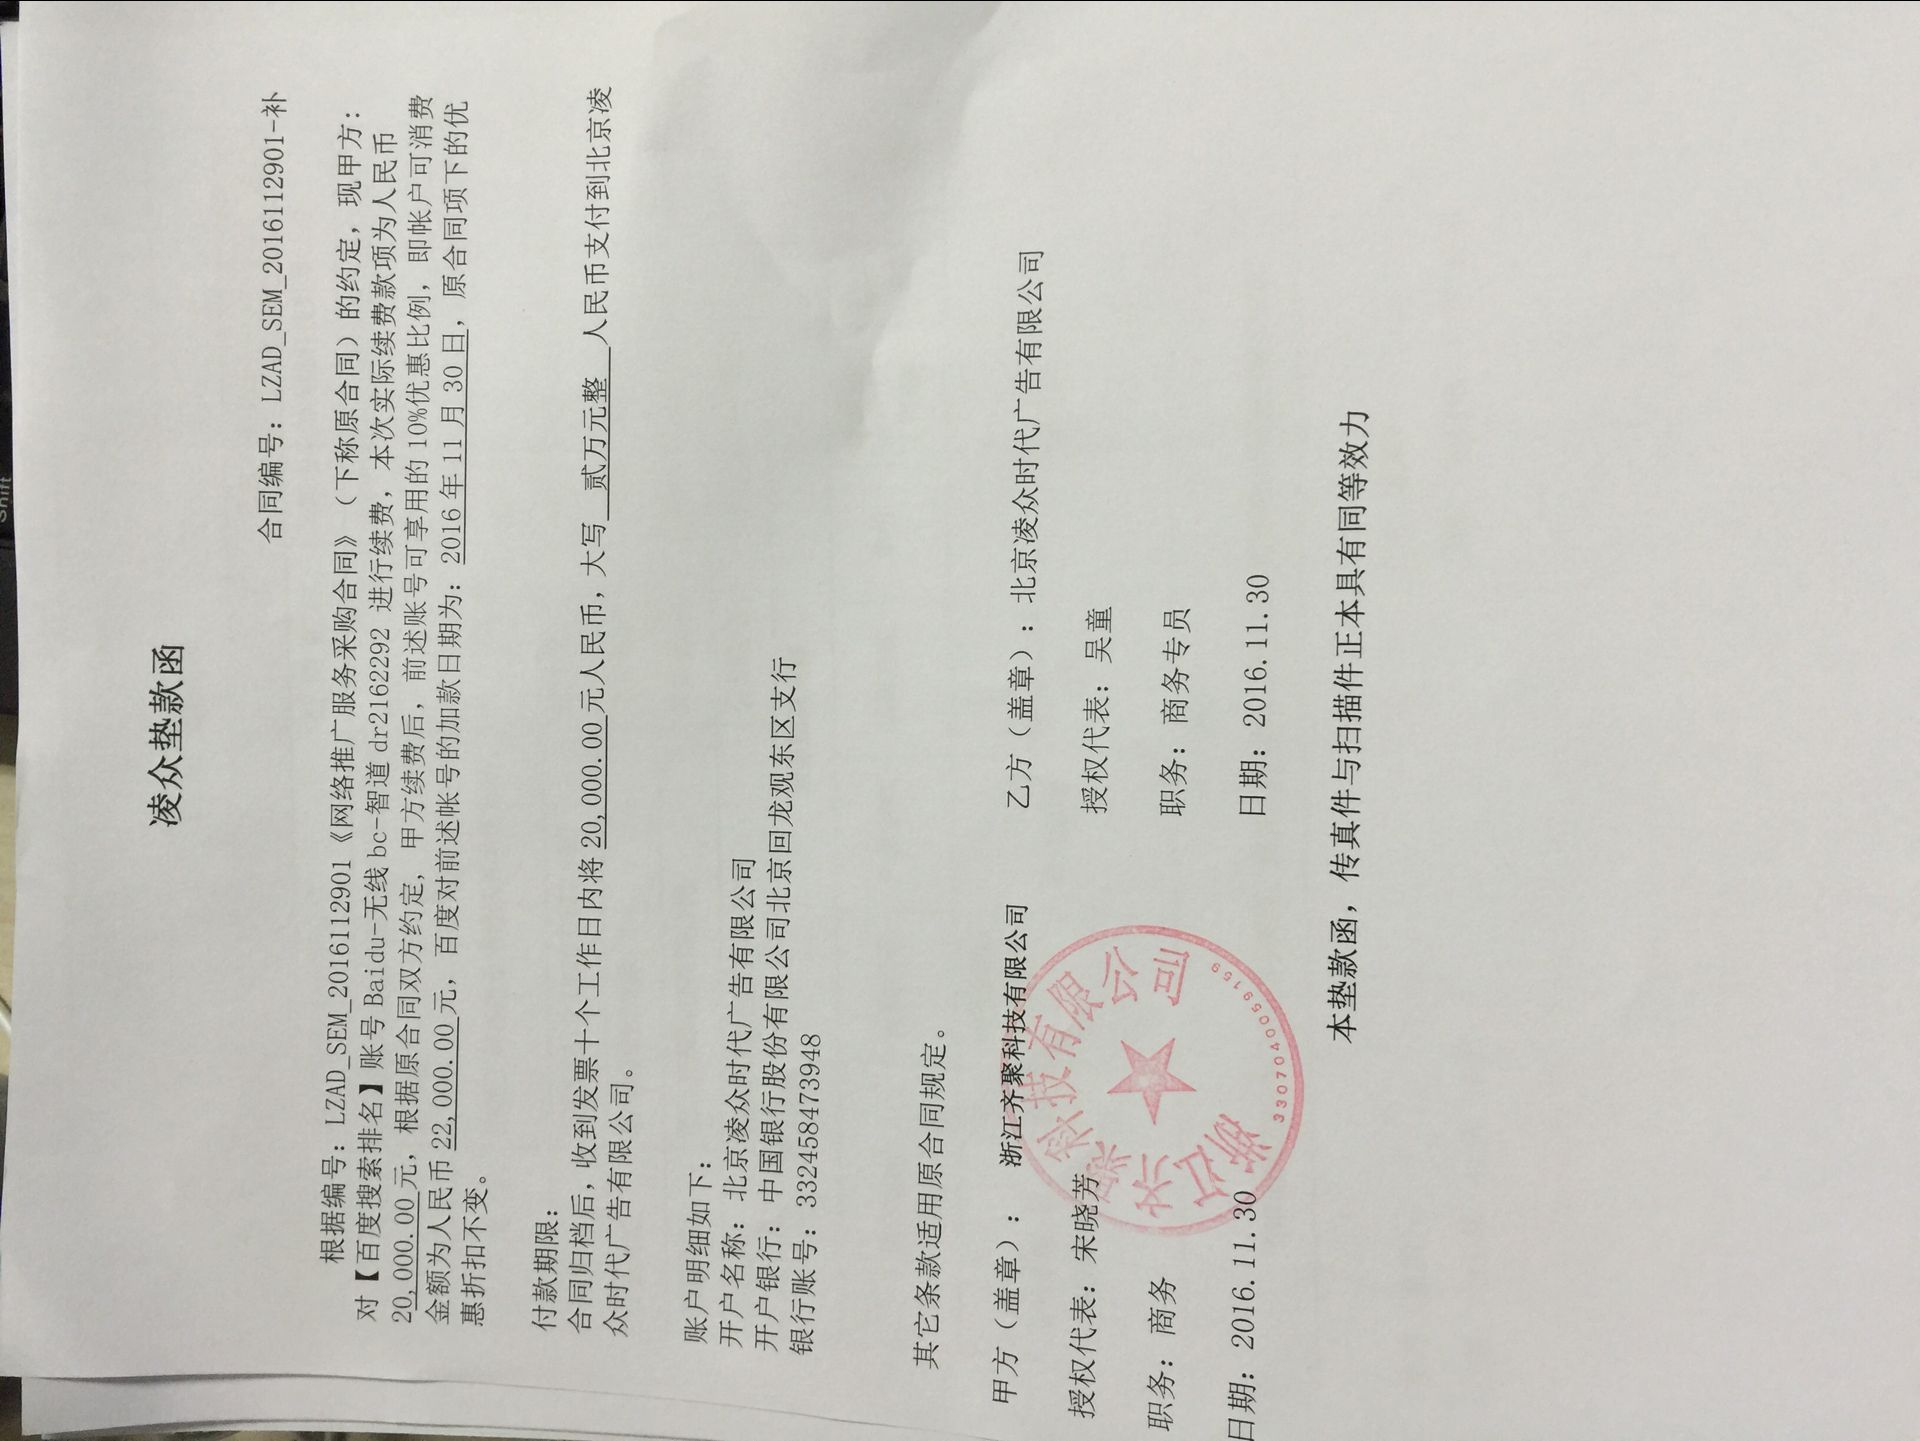 Shift
凌众垫款函
合同编号：LZAD_SEM_2016112901-补
根据编号：LZAD_SEM_2016112901《网络推广服务采购合同》（下称原合同）的约定，现甲方：
对【百度搜索排名】账号 Baidu-无线 bc-智道 dr2162292 进行续费，本次实际续费款项为人民币
20,000.00 元，根据原合同双方约定，甲方续费后，前述账号可享用的 10%优惠比例，即帐户可消费
金额为人民币 22,000.00 元，百度对前述帐号的加款日期为：2016 年 11 月 30 日，原合同项下的优
惠折扣不变。
付款期限：
合同归档后，收到发票十个工作日内将 20,000.00 元人民币，大写 贰万元整 人民币支付到北京凌
众时代广告有限公司。
账户明细如下：
开户名称：北京凌众时代广告有限公司
开户银行：中国银行股份有限公司北京回龙观东区支行
银行账号：332458473948
其它条款适用原合同规定。
甲方（盖章）： 浙江齐聚科技有限公司 乙方（盖章）：北京凌众时代广告有限公司
授权代表：宋晓芳 授权代表：吴童
职务：商务 职务：商务专员
日期：2016.11.30 日期：2016.11.30
浙江齐聚科技有限公司
3307040059159
本垫款函，传真件与扫描件正本具有同等效力